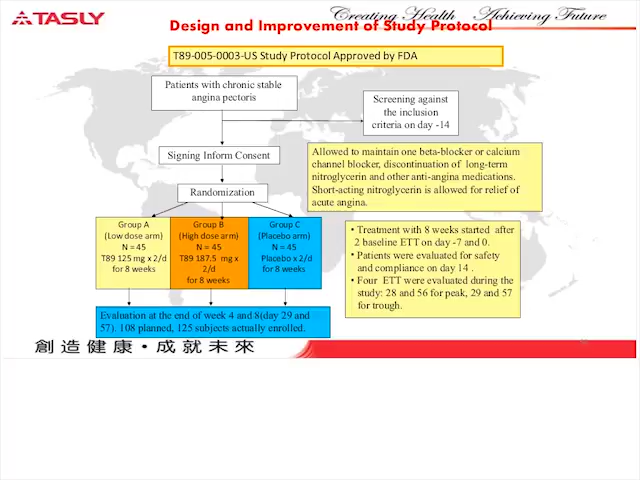 TASLY
Creating Health Achieving Future
Design and Improvement of Study Protocol
T89-005-0003-US Study Protocol Approved by FDA
Patients with chronic stable
angina pectoris
Screening against
the inclusion
criteria on day -14
Signing Inform Consent
Allowed to maintain one beta-blocker or calcium
channel blocker, discontinuation of long-term
nitroglycerin and other anti-angina medications.
Short-acting nitroglycerin is allowed for relief of
acute angina.
Randomization
Group A
(Low dose arm)
N = 45
T89 125 mg x 2/d
for 8 weeks
Group B
(High dose arm)
N = 45
T89 187.5 mg x
2/d
for 8 weeks
Group C
(Placebo arm)
N = 45
Placebo x 2/d
for 8 weeks
• Treatment with 8 weeks started after
2 baseline ETT on day -7 and 0.
• Patients were evaluated for safety
and compliance on day 14 .
• Four ETT were evaluated during the
study: 28 and 56 for peak, 29 and 57
for trough.
Evaluation at the end of week 4 and 8(day 29 and
57). 108 planned, 125 subjects actually enrolled.
創造健康·成就未來